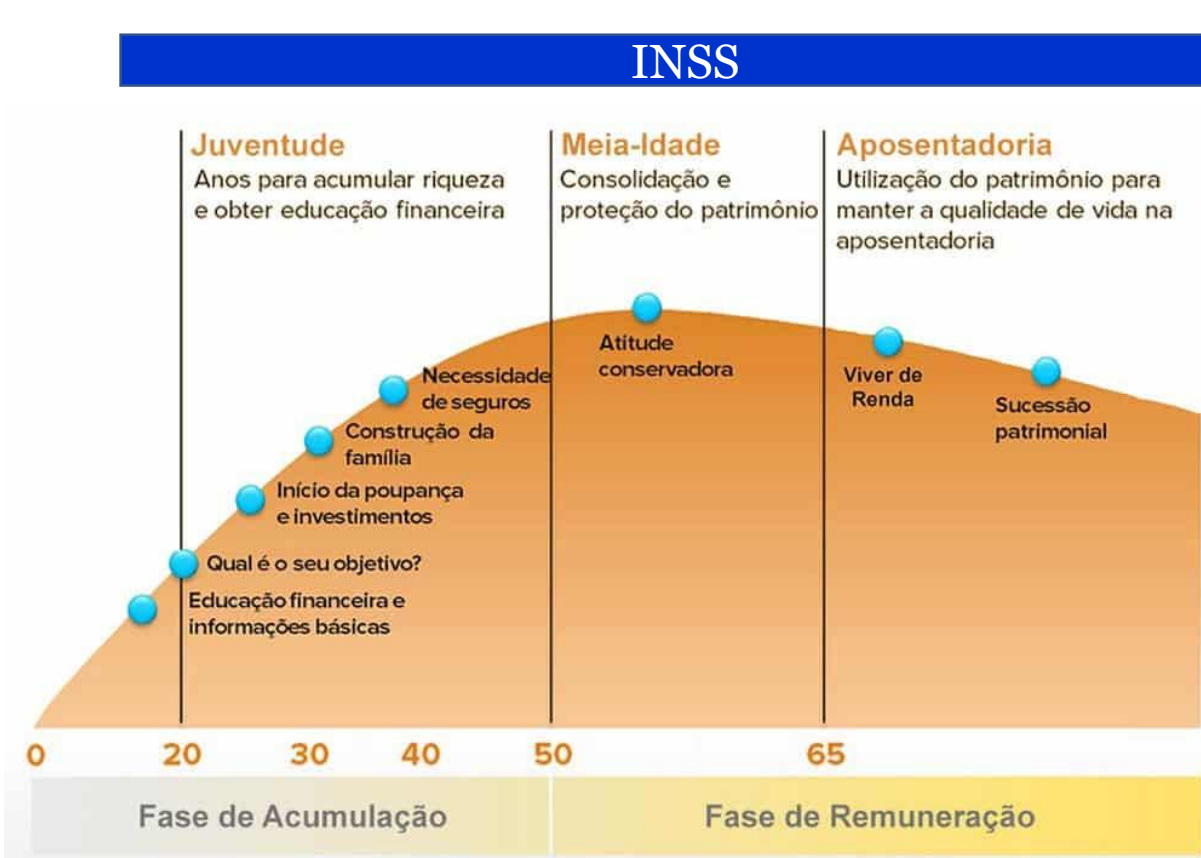 INSS
Juventude
Anos para acumular riqueza
e obter educação financeira
Meia-Idade
Consolidação e
proteção do patrimônio
Aposentadoria
Utilização do patrimônio para
manter a qualidade de vida na
aposentadoria
Atitude
conservadora
Viver de
Renda
Sucessão
patrimonial
Necessidade
de seguros
Construção da
família
Início da poupança
e investimentos
Qual é o seu objetivo?
Educação financeira e
informações básicas
0 20 30 40 50 65
Fase de Acumulação
Fase de Remuneração